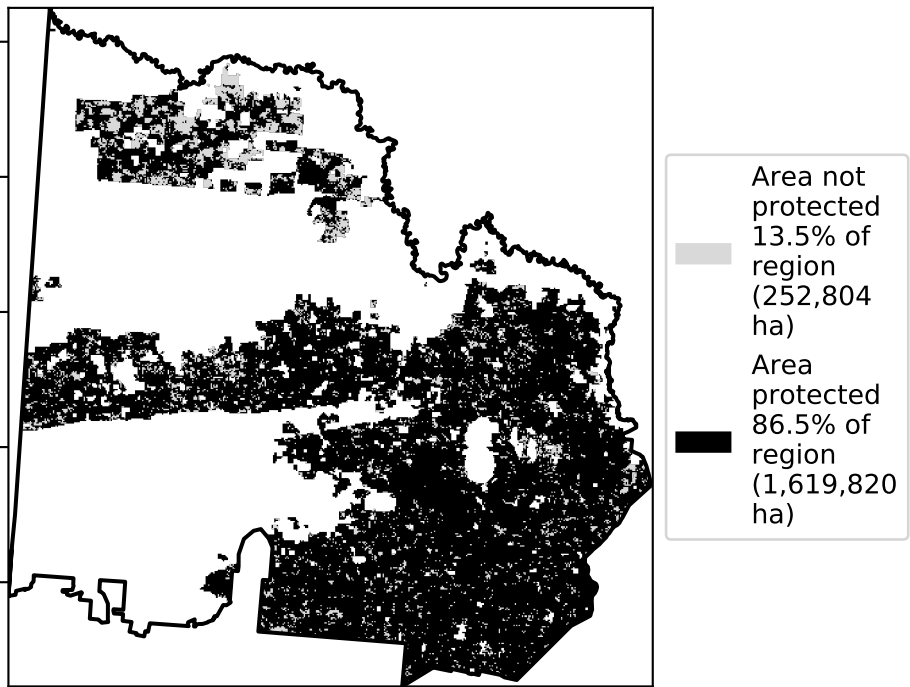 Area not
protected
13.5% of
region
(252,804
ha)
Area
protected
86.5% of
region
(1,619,820
ha)